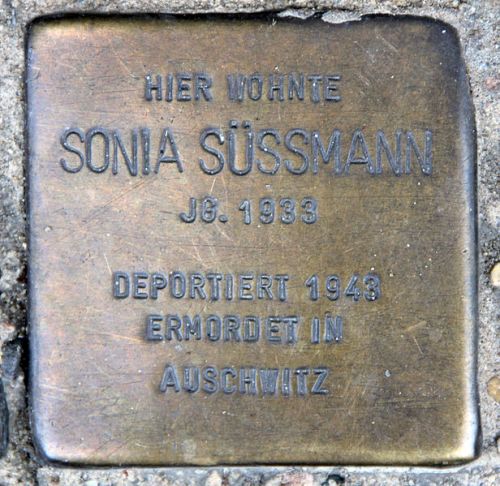 HIER WOHNTE
SONIA SÜSSMANN
JG. 1933
DEPORTIERT 1943
ERMORDET IN
AUSCHWITZ